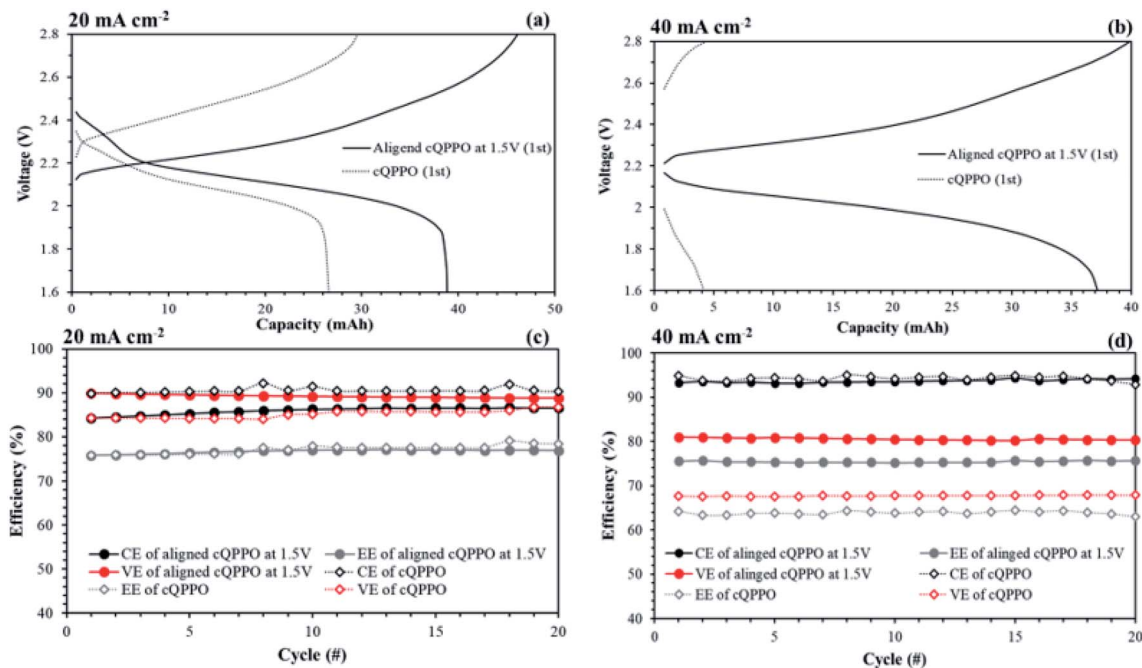 20 mA cm-2
(a)
2.8
2.6
2.4
2.2
2
1.8
1.6
Voltage (V)
Aligend cQPPO at 1.5V (1st)
cQPPO (1st)
0
10
20
30
40
50
Capacity (mAh)
40 mA cm-2
(b)
2.8
2.6
2.4
2.2
2
1.8
1.6
Voltage (V)
Aligned cQPPO at 1.5V (1st)
cQPPO (1st)
0
5
10
15
20
25
30
35
40
Capacity (mAh)
20 mA cm-2
(c)
100
90
80
70
60
50
40
Efficiency (%)
CE of aligned cQPPO at 1.5V
EE of aligned cQPPO at 1.5V
VE of aligned cQPPO at 1.5V
CE of cQPPO
EE of cQPPO
VE of cQPPO
0
5
10
15
20
Cycle (#)
40 mA cm-2
(d)
100
90
80
70
60
50
40
Efficiency (%)
CE of alinged cQPPO at 1.5V
EE of alinged cQPPO at 1.5V
VE of alinged cQPPO at 1.5V
CE of cQPPO
EE of cQPPO
VE of cQPPO
0
5
10
15
20
Cycle (#)